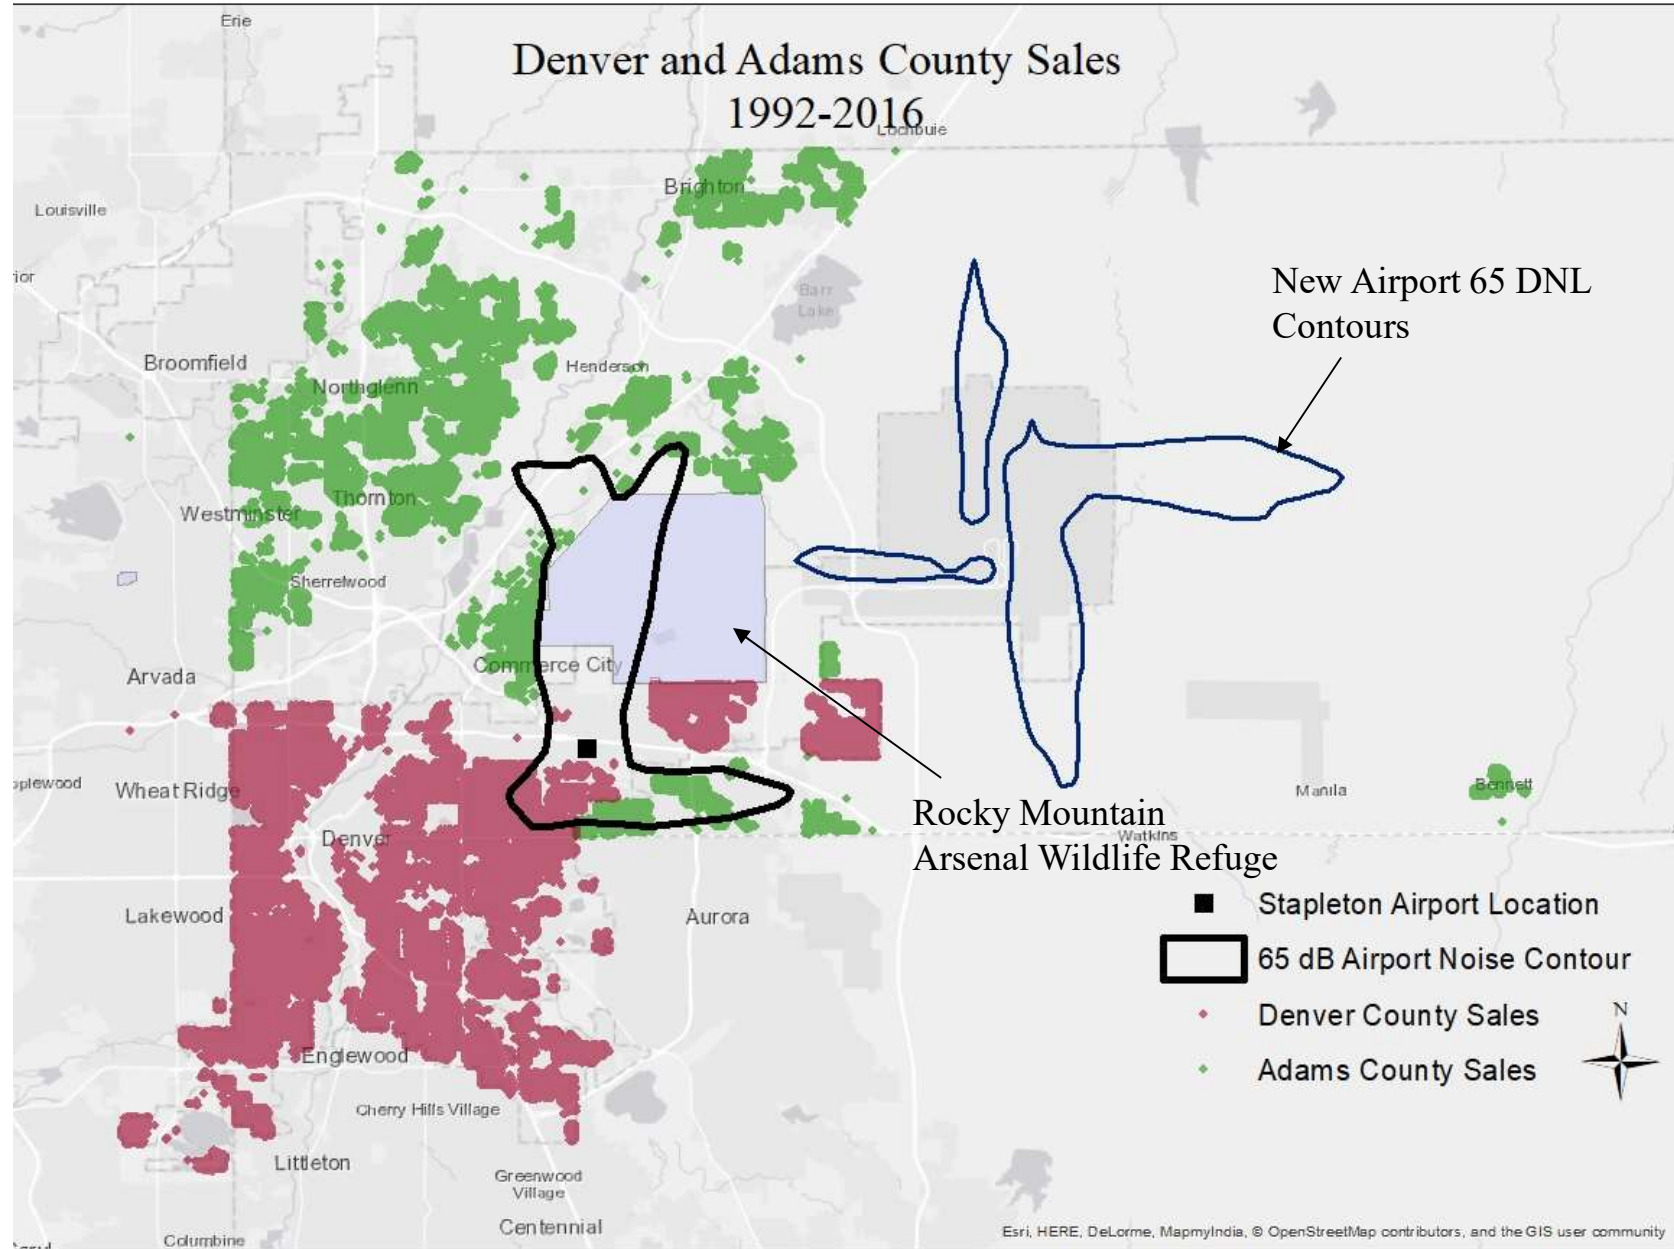 Erie
Denver and Adams County Sales
1992-2016
Lochbuie
Brighton
Louisville
rior
Barr
Lake
New Airport 65 DNL
Contours
Broomfield
Henderson
Northglenn
Thornton
Westminster
Sherrelwood
Commerce City
Arvada
Wheat Ridge
Manila
Bennett
Rocky Mountain
Arsenal Wildlife Refuge
Denver
Watkins
Lakewood
Aurora
Stapleton Airport Location
65 dB Airport Noise Contour
N
Denver County Sales
Englewood
Adams County Sales
Cherry Hills Village
Littleton
Greenwood
Village
Centennial
Columbine
Esri, HERE, DeLorme, MapmyIndia, © OpenStreetMap contributors, and the GIS user community